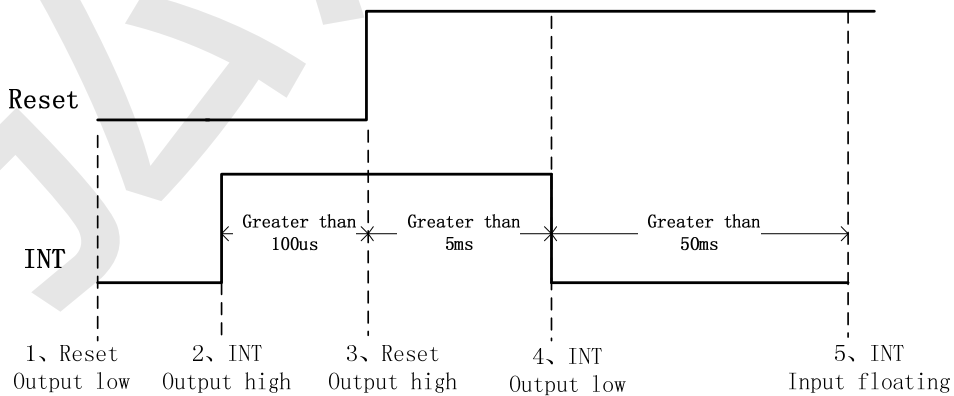 Reset
Greater than
100us
Greater than
5ms
Greater than
50ms
INT
1、Reset
Output low
2、INT
Output high
3、Reset
Output high
4、INT
Output low
5、INT
Input floating